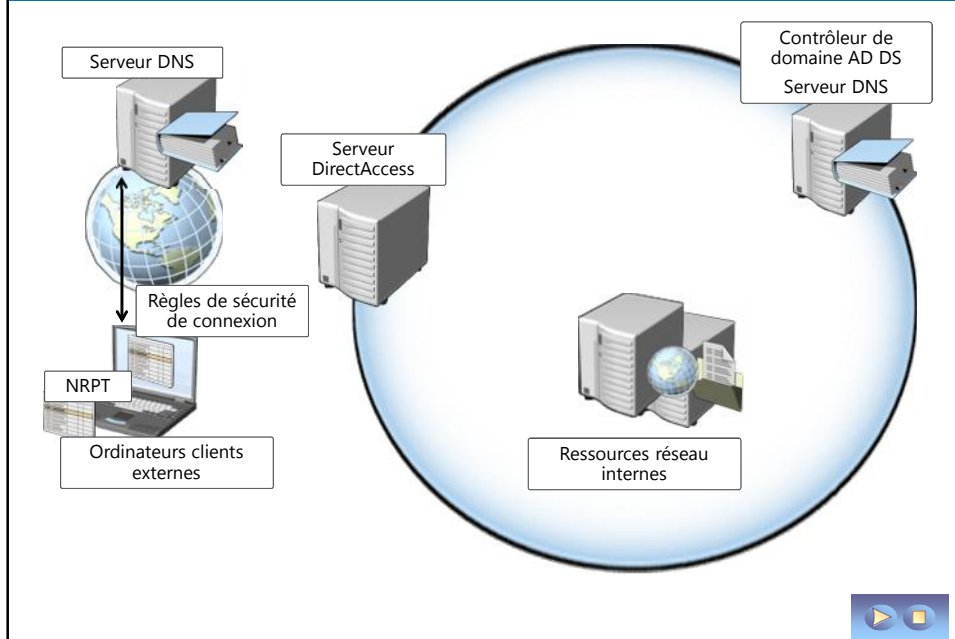 Serveur DNS
Contrôleur de
domaine AD DS
Serveur DNS
Serveur
DirectAccess
Règles de sécurité
de connexion
NRPT
Ordinateurs clients
externes
Ressources réseau
internes